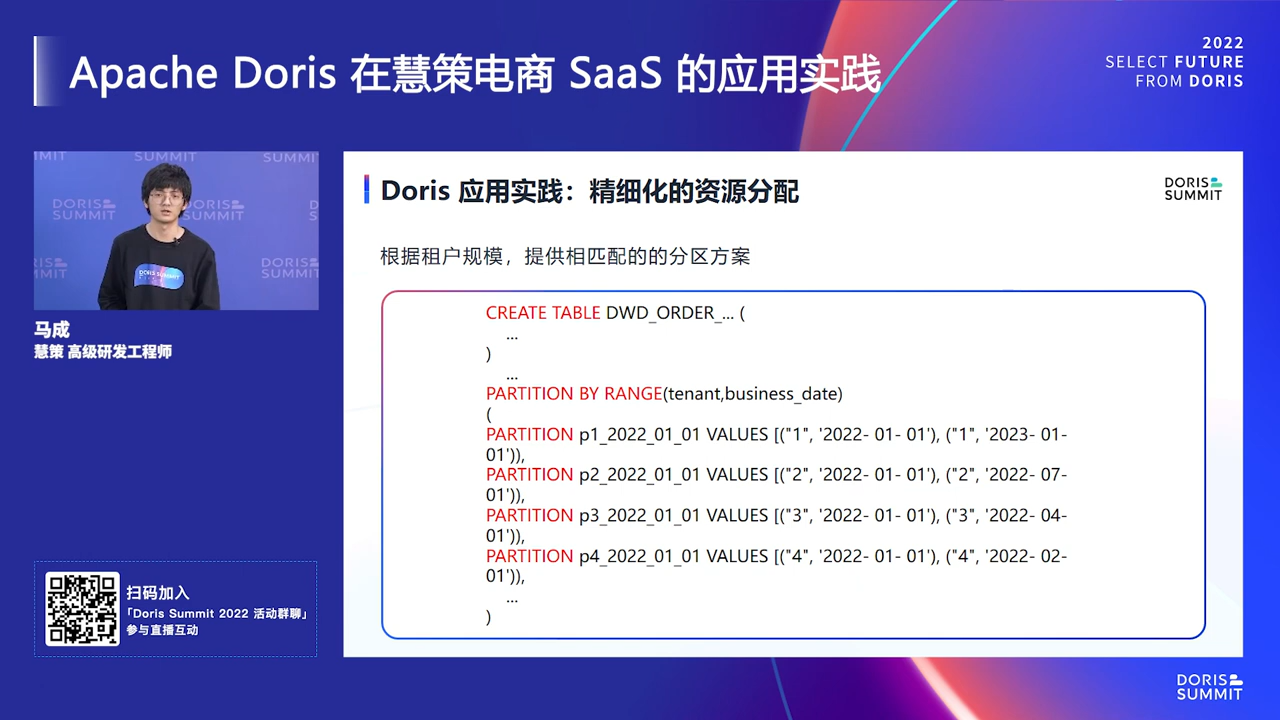 Apache Doris 在慧策电商 SaaS 的应用实践
2022
SELECT FUTURE
FROM DORIS
SUMMIT
DORIS
SUMMIT
DORIS
SUMMIT
DORIS SUMMIT
马成
慧策 高级研发工程师
扫码加入
「Doris Summit 2022 活动群聊」
参与直播互动
Doris 应用实践：精细化的资源分配
DORIS
SUMMIT
根据租户规模，提供相匹配的的分区方案
CREATE TABLE DWD_ORDER_... (
...
)
...
PARTITION BY RANGE(tenant,business_date)
(
PARTITION p1_2022_01_01 VALUES [("1", '2022- 01- 01'), ("1", '2023- 01-
01')),
PARTITION p2_2022_01_01 VALUES [("2", '2022- 01- 01'), ("2", '2022- 07-
01')),
PARTITION p3_2022_01_01 VALUES [("3", '2022- 01- 01'), ("3", '2022- 04-
01')),
PARTITION p4_2022_01_01 VALUES [("4", '2022- 01- 01'), ("4", '2022- 02-
01')),
...
)
DORIS
SUMMIT